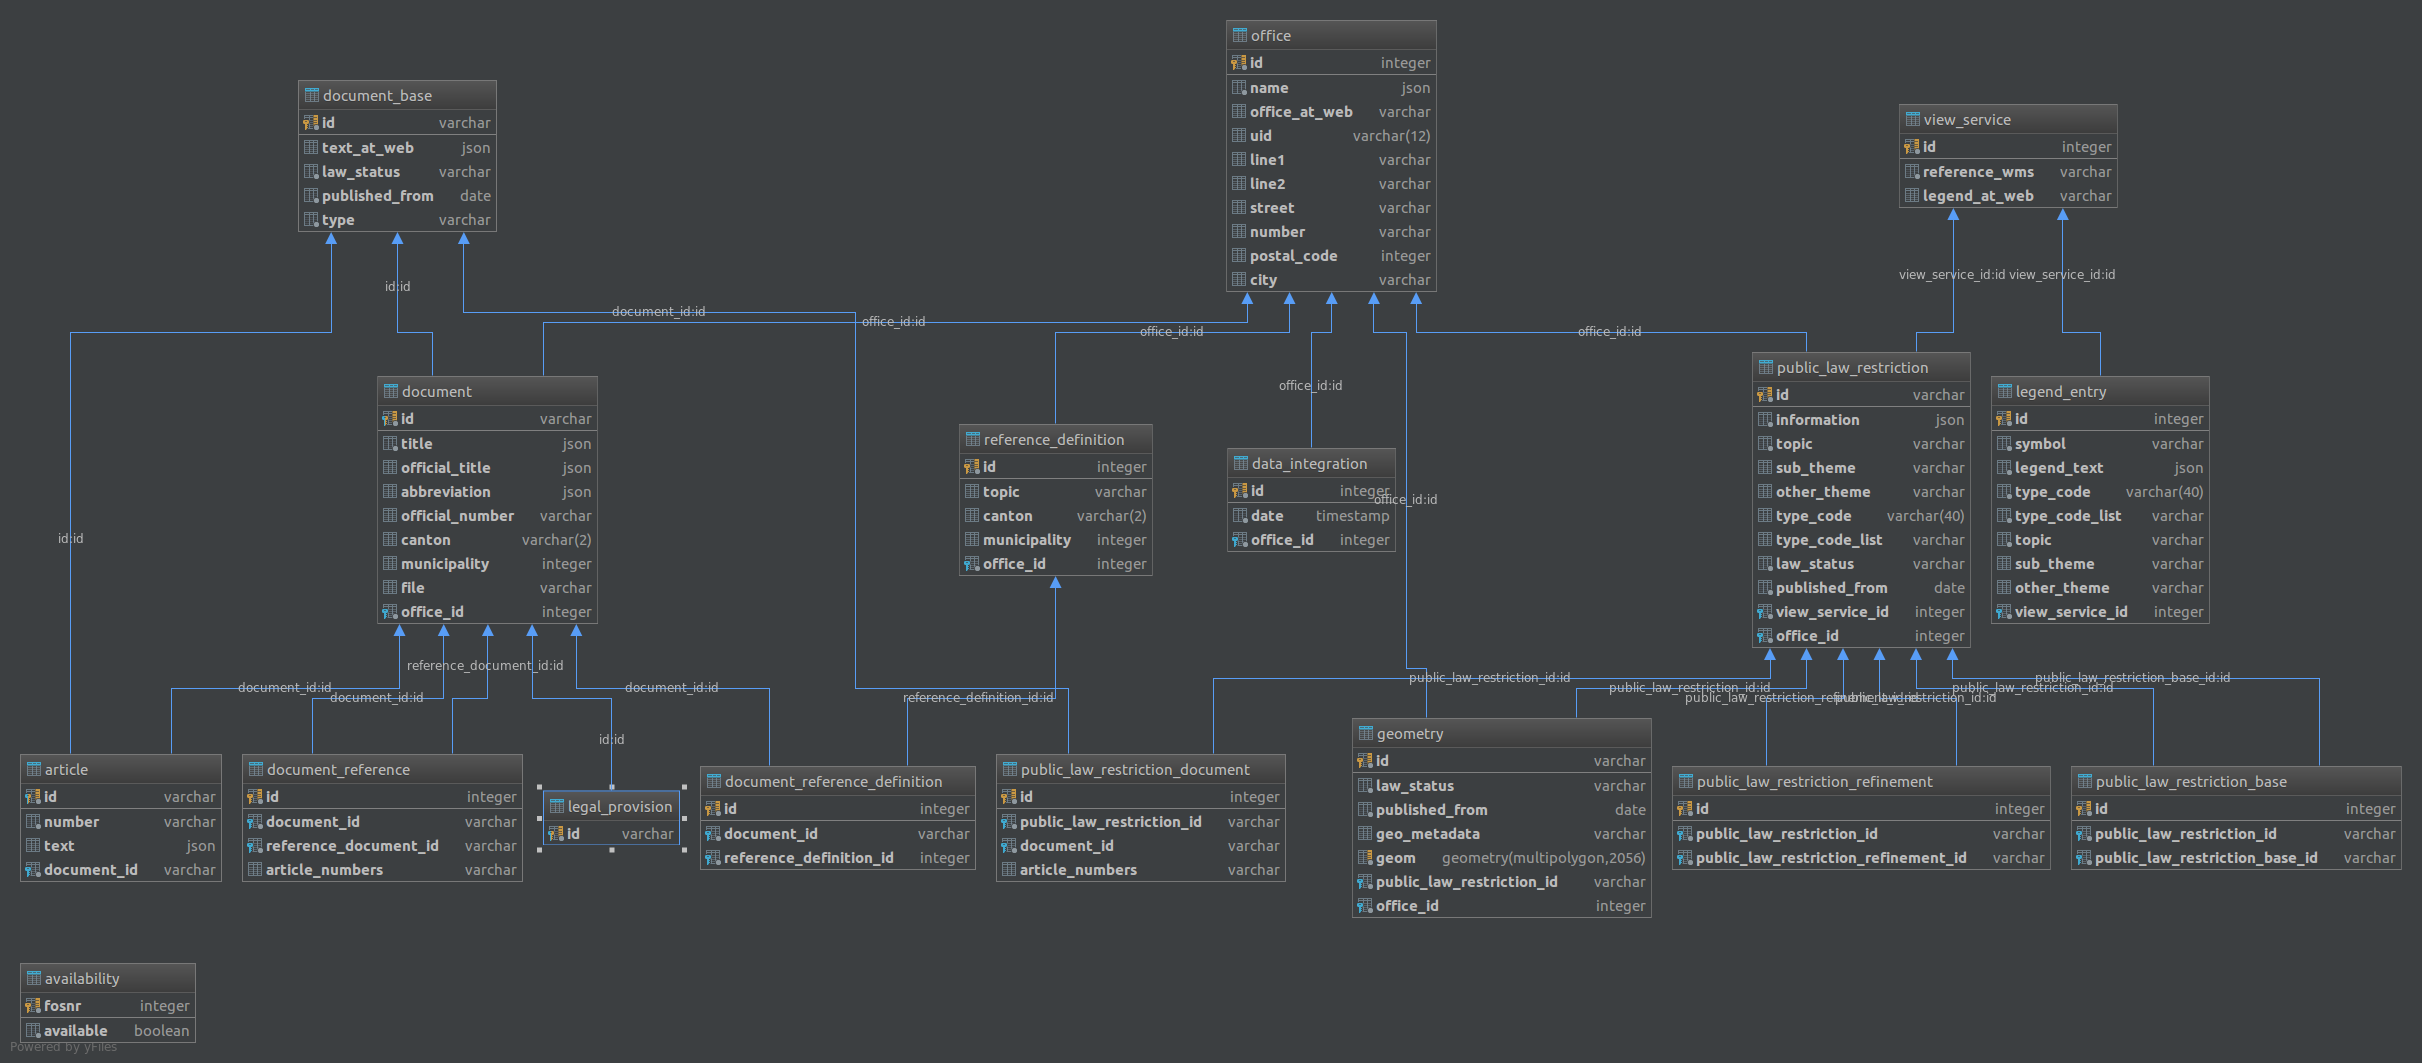 office
id integer
name json
office_at_web varchar
uid varchar(12)
line1 varchar
line2 varchar
street varchar
number varchar
postal_code integer
city varchar
document_base
id varchar
text_at_web json
law_status varchar
published_from date
type varchar
view_service
id integer
reference_wms varchar
legend_at_web varchar
view_service_id:id view_service_id:id
id:id
document_id:id
office_id:id
office_id:id
office_id:id
office_id:id
office_id:id
id:id
document
id varchar
title json
official_title json
abbreviation json
official_number varchar
canton varchar(2)
municipality integer
file varchar
office_id integer
reference_definition
id integer
topic varchar
canton varchar(2)
municipality integer
office_id integer
data_integration
id integer
date timestamp
office_id integer
public_law_restriction
id varchar
information json
topic varchar
sub_theme varchar
other_theme varchar
type_code varchar(40)
type_code_list varchar
law_status varchar
published_from date
view_service_id integer
office_id integer
legend_entry
id integer
symbol varchar
legend_text json
type_code varchar(40)
type_code_list varchar
topic varchar
sub_theme varchar
other_theme varchar
view_service_id integer
reference_document_id:id
document_id:id
document_id:id
document_id:id
id:id
reference_definition_id:id
public_law_restriction_id:id
public_law_restriction_id:id
public_law_restriction_id:id
public_law_restriction_base_id:id
article
id varchar
number varchar
text json
document_id varchar
document_reference
id integer
document_id varchar
reference_document_id varchar
article_numbers varchar
legal_provision
id varchar
document_reference_definition
id integer
document_id varchar
reference_definition_id integer
public_law_restriction_document
id integer
public_law_restriction_id varchar
document_id varchar
article_numbers varchar
geometry
id varchar
law_status varchar
published_from date
geo_metadata varchar
geom geometry(multipolygon,2056)
public_law_restriction_id varchar
office_id integer
public_law_restriction_refinement
id integer
public_law_restriction_id varchar
public_law_restriction_refinement_id varchar
public_law_restriction_base
id integer
public_law_restriction_id varchar
public_law_restriction_base_id varchar
availability
fosnr integer
available boolean
Powered by yFiles